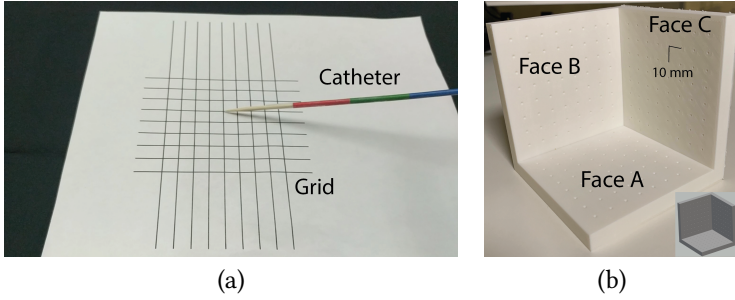 Catheter
Grid
Face C
Face B
10 mm
Face A
(a)
(b)